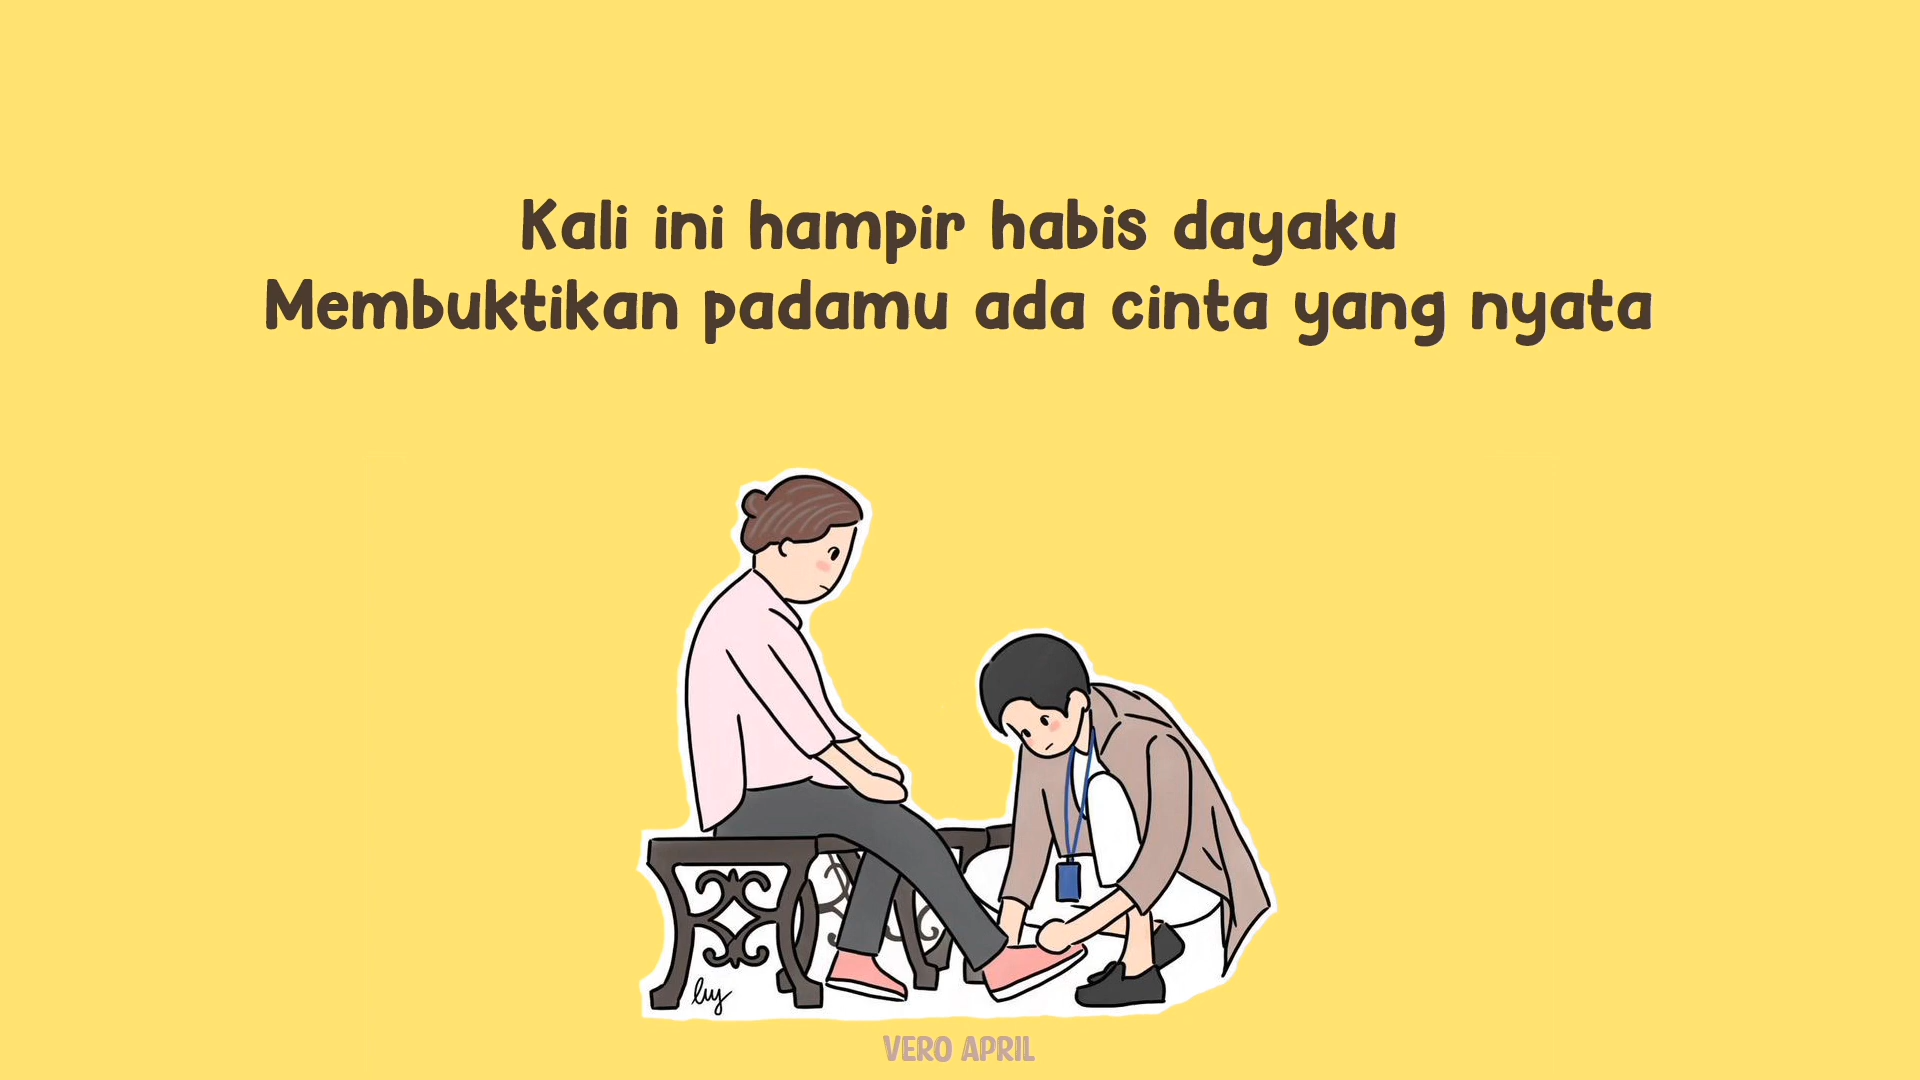 Kali ini hampir habis dayaku
Membuktikan padamu ada cinta yang nyata
VERO APRIL